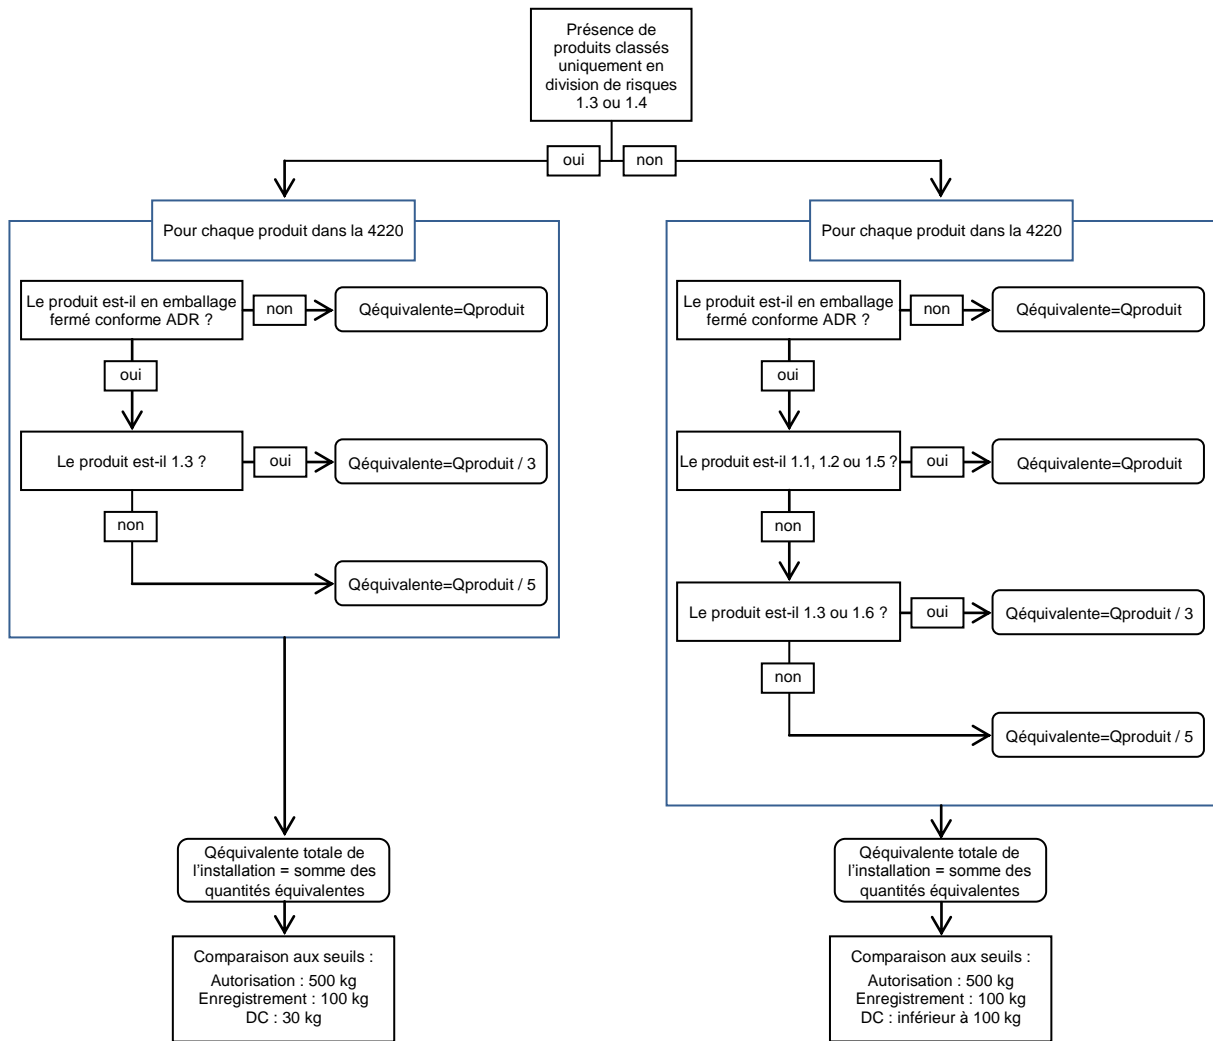 Présence de
produits classés
uniquement en
division de risques
1.3 ou 1.4
oui
non
Pour chaque produit dans la 4220
Le produit est-il en emballage
fermé conforme ADR ?
non
Qéquivalente=Qproduit
oui
Le produit est-il 1.3 ?
oui
Qéquivalente=Qproduit / 3
non
Qéquivalente=Qproduit / 5
Qéquivalente totale de
l'installation = somme des
quantités équivalentes
Comparaison aux seuils :
Autorisation : 500 kg
Enregistrement : 100 kg
DC : 30 kg
Pour chaque produit dans la 4220
Le produit est-il en emballage
fermé conforme ADR ?
non
Qéquivalente=Qproduit
oui
Le produit est-il 1.1, 1.2 ou 1.5 ?
oui
Qéquivalente=Qproduit
non
Le produit est-il 1.3 ou 1.6 ?
oui
Qéquivalente=Qproduit / 3
non
Qéquivalente=Qproduit / 5
Qéquivalente totale de
l'installation = somme des
quantités équivalentes
Comparaison aux seuils :
Autorisation : 500 kg
Enregistrement : 100 kg
DC : inférieur à 100 kg